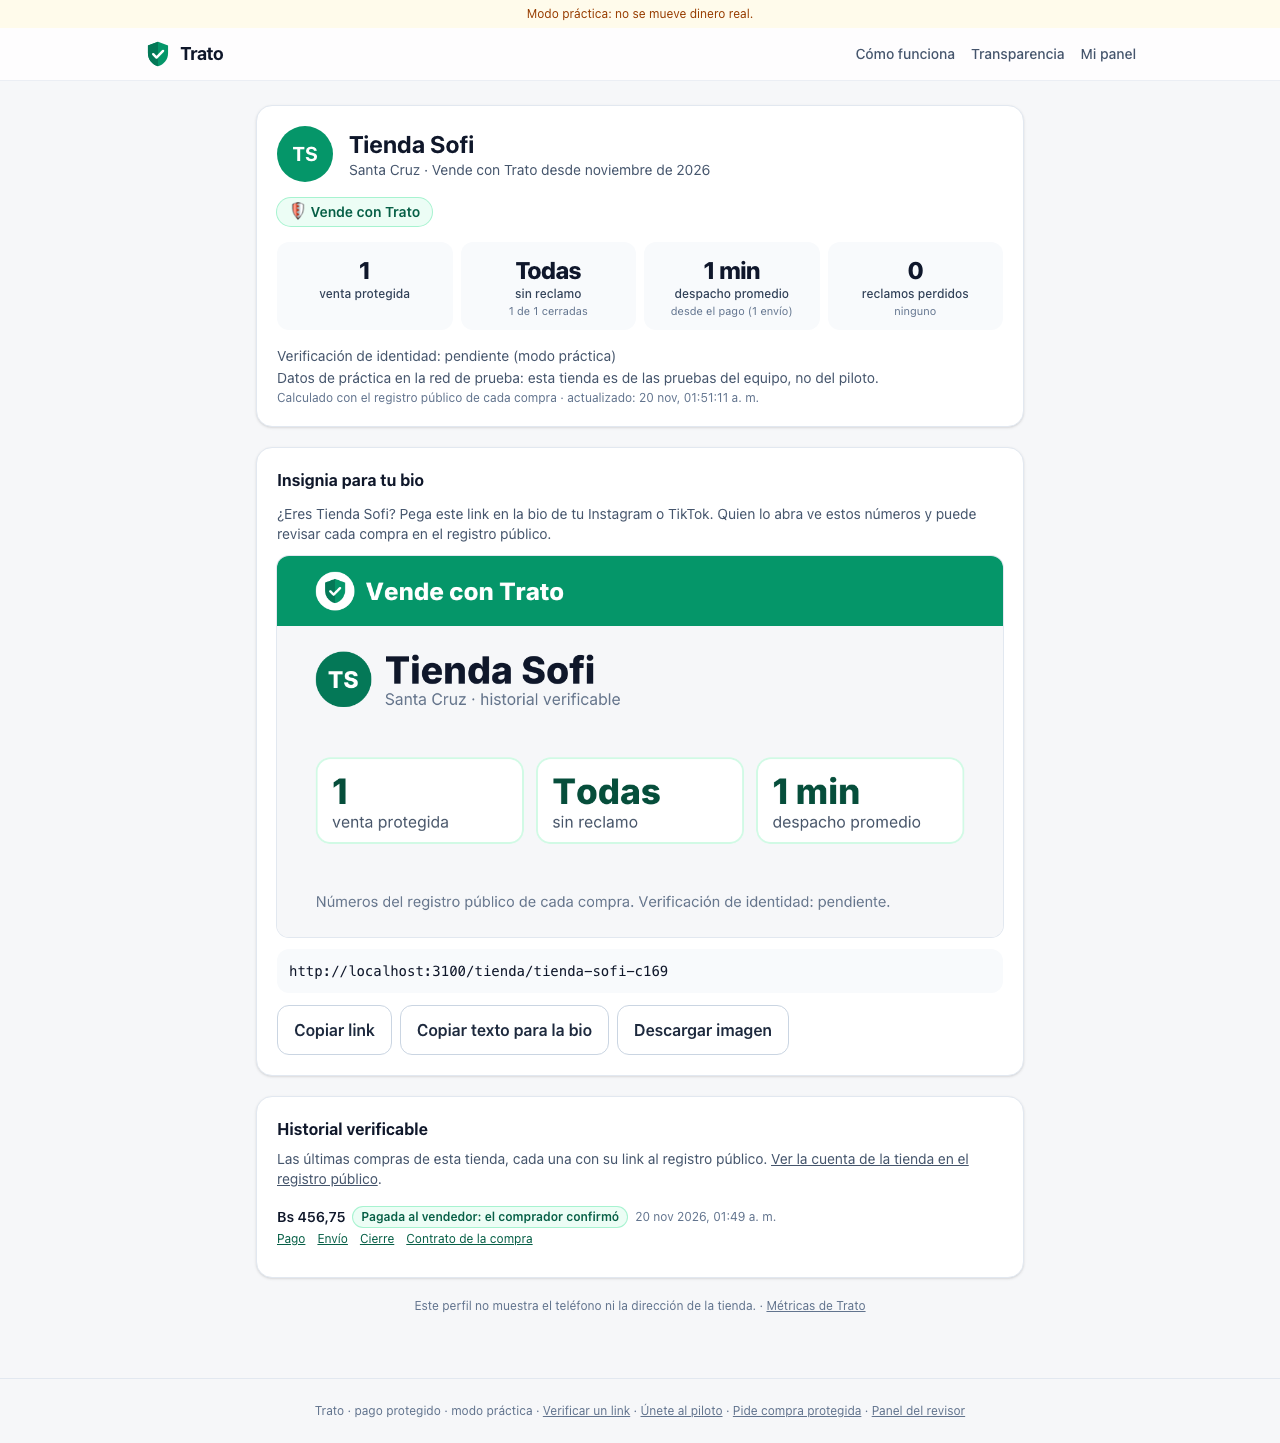 Modo práctica: no se mueve dinero real.
Trato
Cómo funciona Transparencia Mi panel
TS
Tienda Sofi
Santa Cruz · Vende con Trato desde noviembre de 2026
Vende con Trato
1
venta protegida
Todas
sin reclamo
1 de 1 cerradas
1 min
despacho promedio
desde el pago (1 envío)
0
reclamos perdidos
ninguno
Verificación de identidad: pendiente (modo práctica)
Datos de práctica en la red de prueba: esta tienda es de las pruebas del equipo, no del piloto.
Calculado con el registro público de cada compra · actualizado: 20 nov, 01:51:11 a. m.
Insignia para tu bio
¿Eres Tienda Sofi? Pega este link en la bio de tu Instagram o TikTok. Quien lo abra ve estos números y puede
revisar cada compra en el registro público.
Vende con Trato
TS
Tienda Sofi
Santa Cruz · historial verificable
1
venta protegida
Todas
sin reclamo
1 min
despacho promedio
Números del registro público de cada compra. Verificación de identidad: pendiente.
http://localhost:3100/tienda/tienda-sofi-c169
Copiar link Copiar texto para la bio Descargar imagen
Historial verificable
Las últimas compras de esta tienda, cada una con su link al registro público. Ver la cuenta de la tienda en el
registro público.
Bs 456,75 Pagada al vendedor: el comprador confirmó 20 nov 2026, 01:49 a. m.
Pago Envío Cierre Contrato de la compra
Este perfil no muestra el teléfono ni la dirección de la tienda. · Métricas de Trato
Trato · pago protegido · modo práctica · Verificar un link · Únete al piloto · Pide compra protegida · Panel del revisor